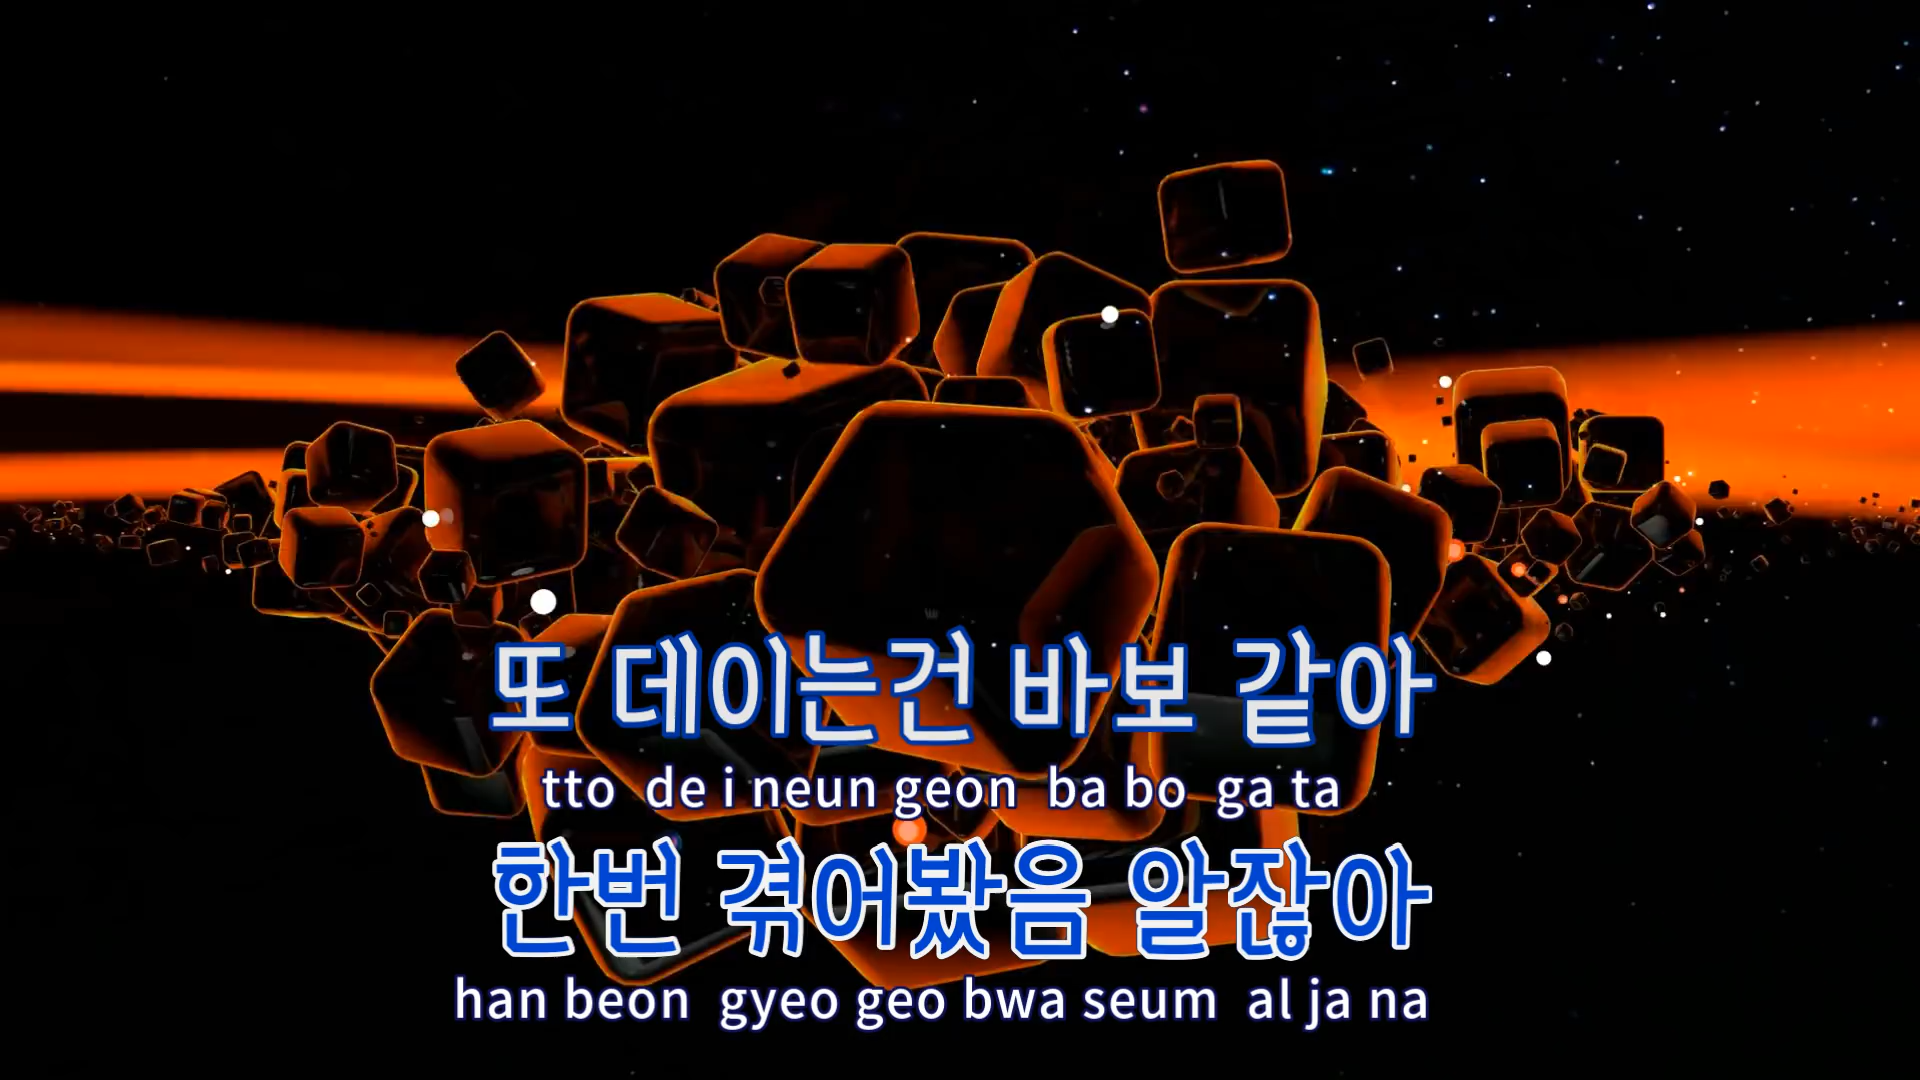 또 데이는건 바보 같아
tto de i neun geon ba bo ga ta
한번 겪어봤음 알잖아
han beon gyeo geo bwa seum al ja na